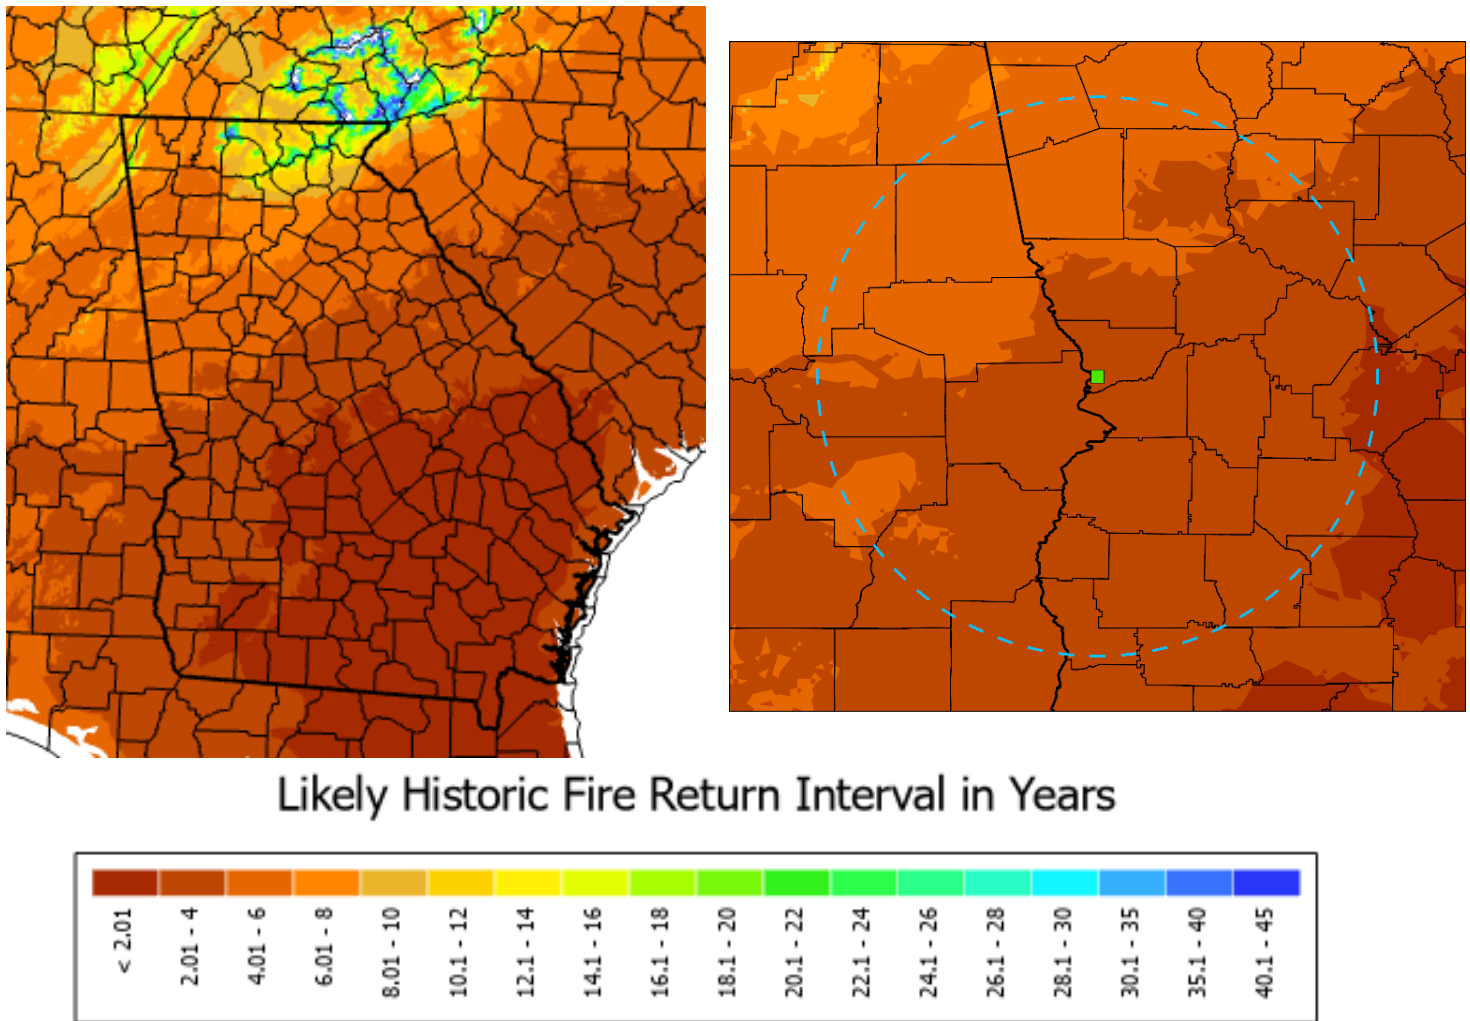 Likely Historic Fire Return Interval in Years
< 2.01
2.01 - 4
4.01 - 6
6.01 - 8
8.01 - 10
10.1 - 12
12.1 - 14
14.1 - 16
16.1 - 18
18.1 - 20
20.1 - 22
22.1 - 24
24.1 - 26
26.1 - 28
28.1 - 30
30.1 - 35
35.1 - 40
40.1 - 45